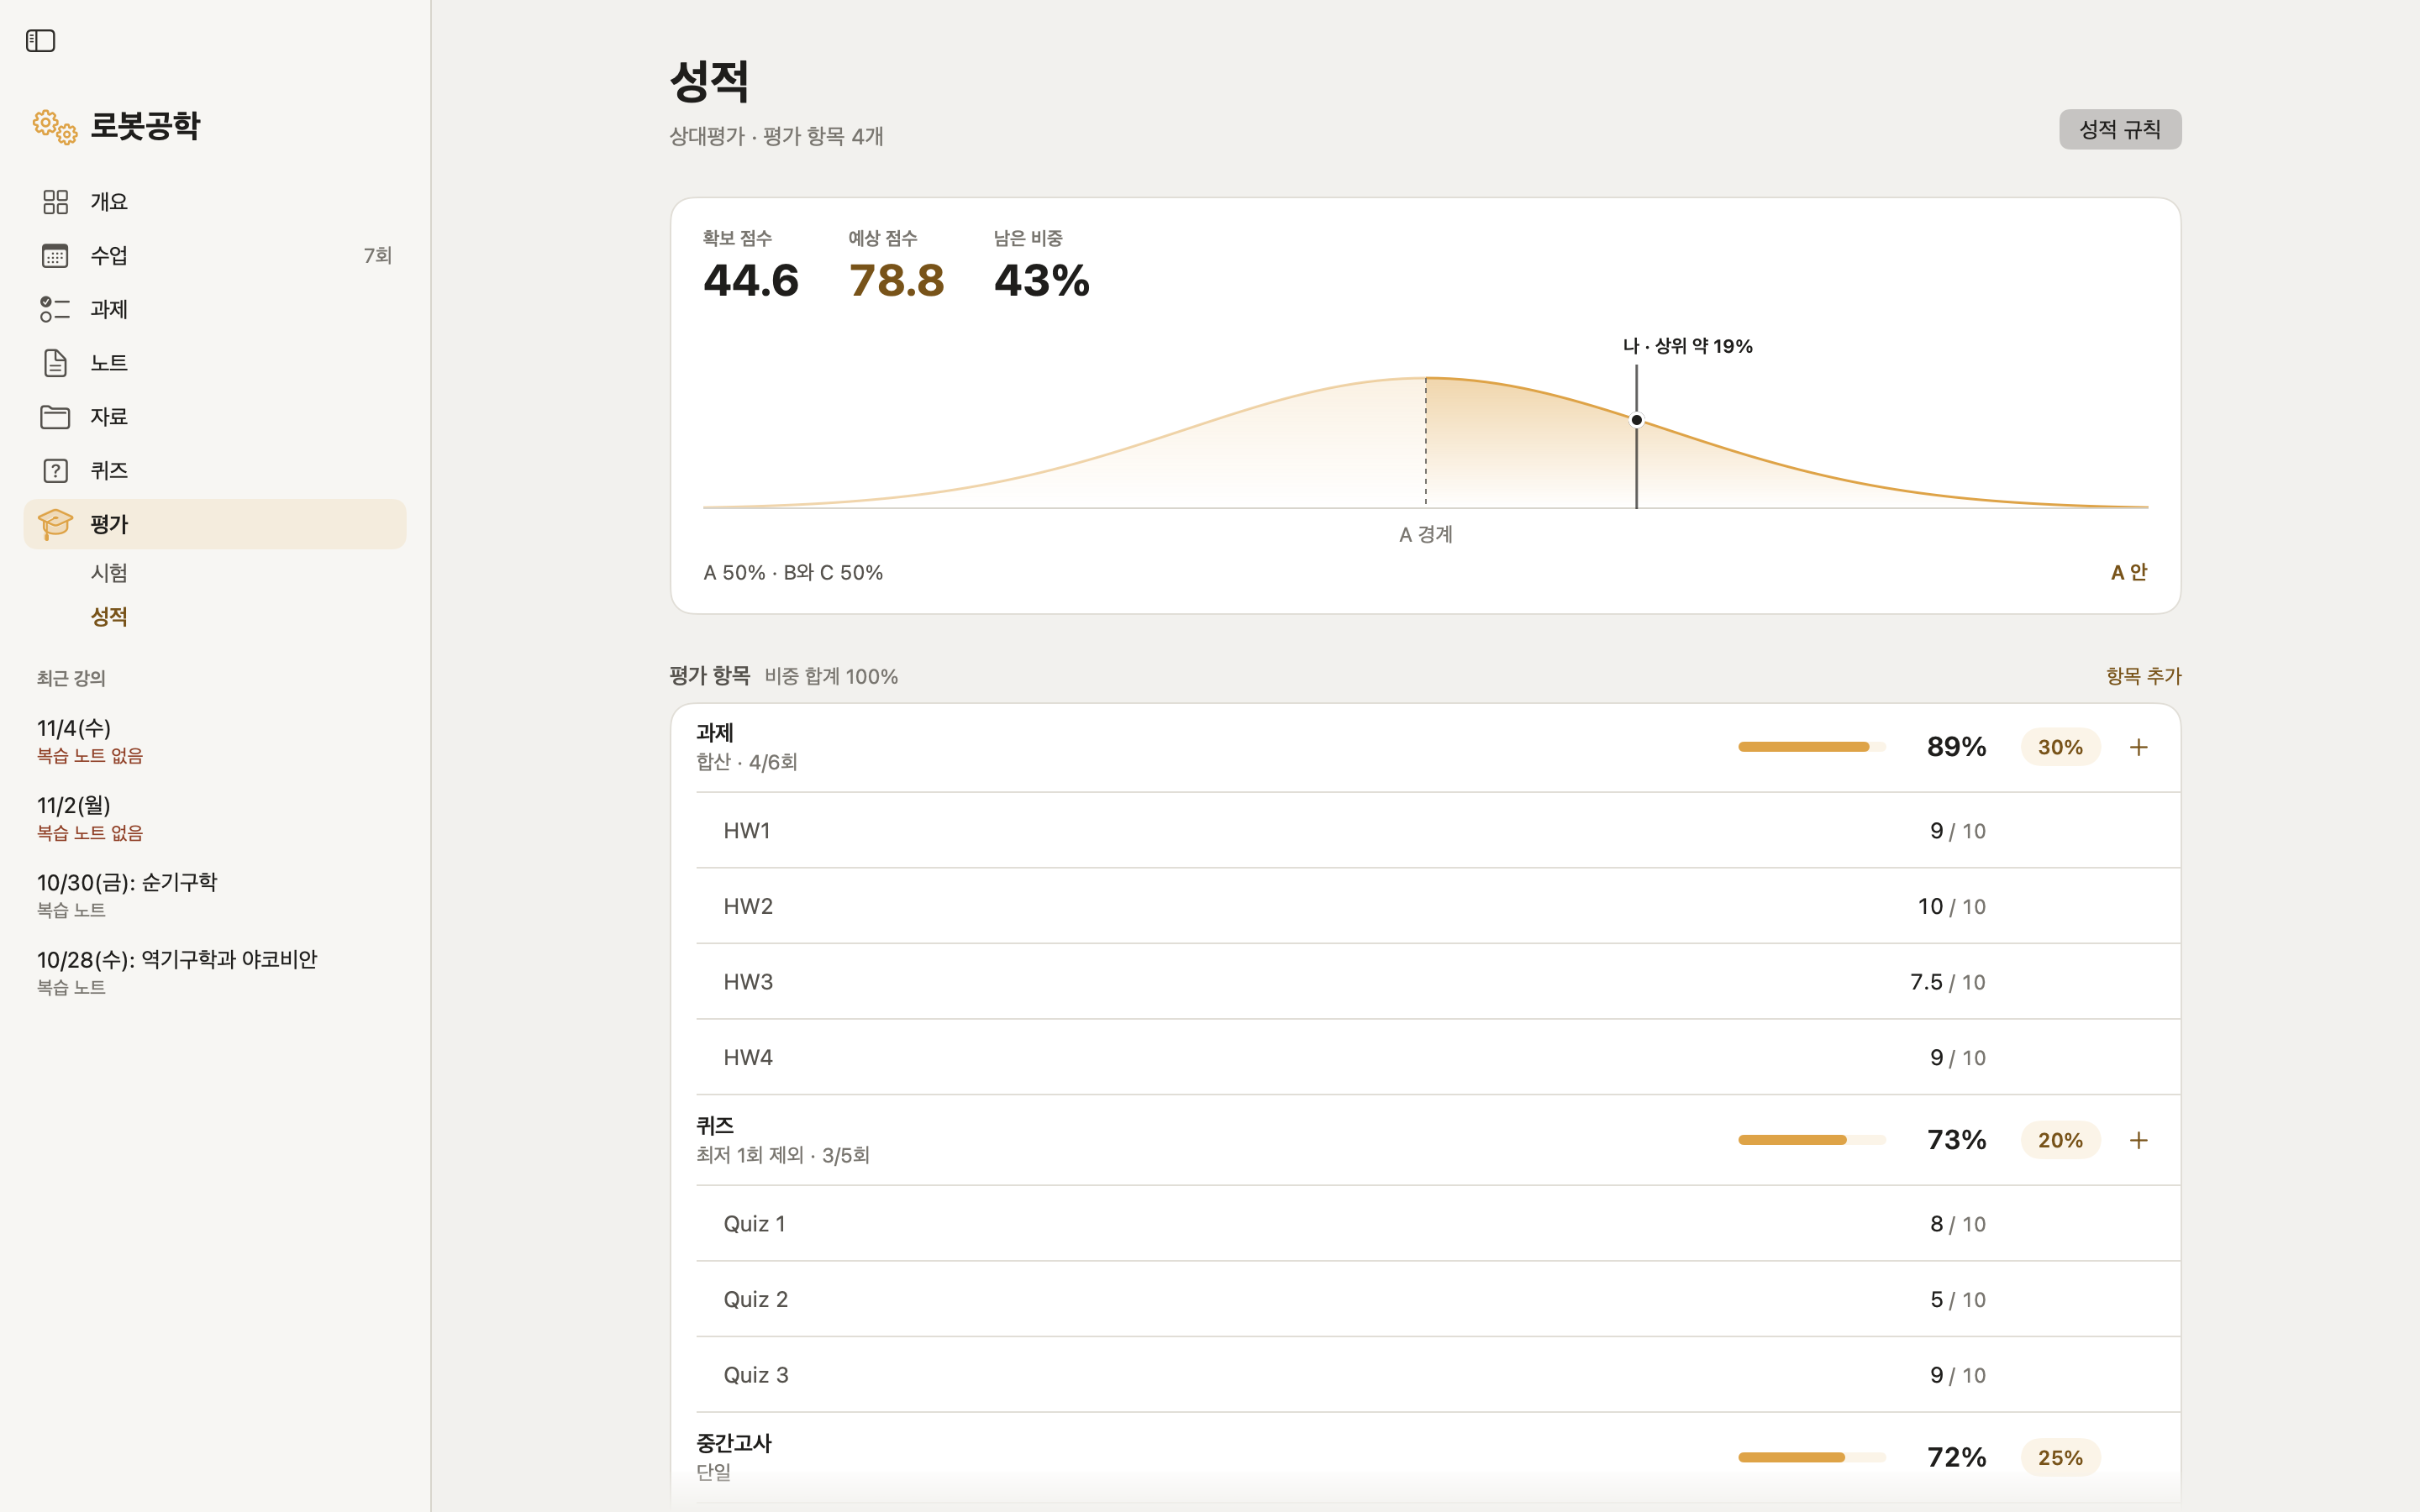 로봇공학
개요
수업 7회
과제
노트
자료
퀴즈
평가
시험
성적
최근 강의
11/4(수)
복습 노트 없음
11/2(월)
복습 노트 없음
10/30(금): 순기구학
복습 노트
10/28(수): 역기구학과 야코비안
복습 노트
성적
상대평가 · 평가 항목 4개
성적 규칙
확보 점수 예상 점수 남은 비중
44.6 78.8 43%
나 · 상위 약 19%
A 경계
A 50% · B와 C 50% A 안
평가 항목 비중 합계 100% 항목 추가
과제 89% 30% +
합산 · 4/6회
HW1 9 / 10
HW2 10 / 10
HW3 7.5 / 10
HW4 9 / 10
퀴즈 73% 20% +
최저 1회 제외 · 3/5회
Quiz 1 8 / 10
Quiz 2 5 / 10
Quiz 3 9 / 10
중간고사 72% 25%
단일